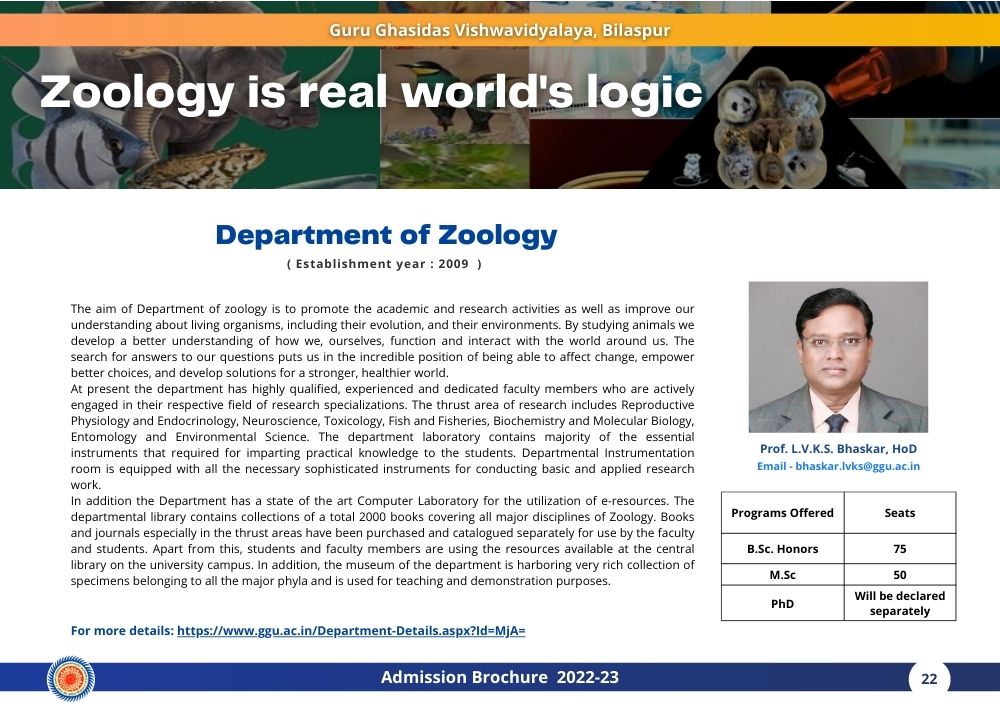 Guru Ghasidas Vishwavidyalaya, Bilaspur
Zoology is real world's logic
Department of Zoology
( Establishment year : 2009 )
The aim of Department of zoology is to promote the academic and research activities as well as improve our
understanding about living organisms, including their evolution, and their environments. By studying animals we
develop a better understanding of how we, ourselves, function and interact with the world around us. The
search for answers to our questions puts us in the incredible position of being able to affect change, empower
better choices, and develop solutions for a stronger, healthier world.
At present the department has highly qualified, experienced and dedicated faculty members who are actively
engaged in their respective field of research specializations. The thrust area of research includes Reproductive
Physiology and Endocrinology, Neuroscience, Toxicology, Fish and Fisheries, Biochemistry and Molecular Biology,
Entomology and Environmental Science. The department laboratory contains majority of the essential
instruments that required for imparting practical knowledge to the students. Departmental Instrumentation
room is equipped with all the necessary sophisticated instruments for conducting basic and applied research
work.
In addition the Department has a state of the art Computer Laboratory for the utilization of e-resources. The
departmental library contains collections of a total 2000 books covering all major disciplines of Zoology. Books
and journals especially in the thrust areas have been purchased and catalogued separately for use by the faculty
and students. Apart from this, students and faculty members are using the resources available at the central
library on the university campus. In addition, the museum of the department is harboring very rich collection of
specimens belonging to all the major phyla and is used for teaching and demonstration purposes.
For more details: https://www.ggu.ac.in/Department-Details.aspx?Id=MjA=
Prof. L.V.K.S. Bhaskar, HoD
Email - bhaskar.lvks@ggu.ac.in
Programs Offered Seats
B.Sc. Honors 75
M.Sc 50
PhD Will be declared
separately
Admission Brochure 2022-23
22